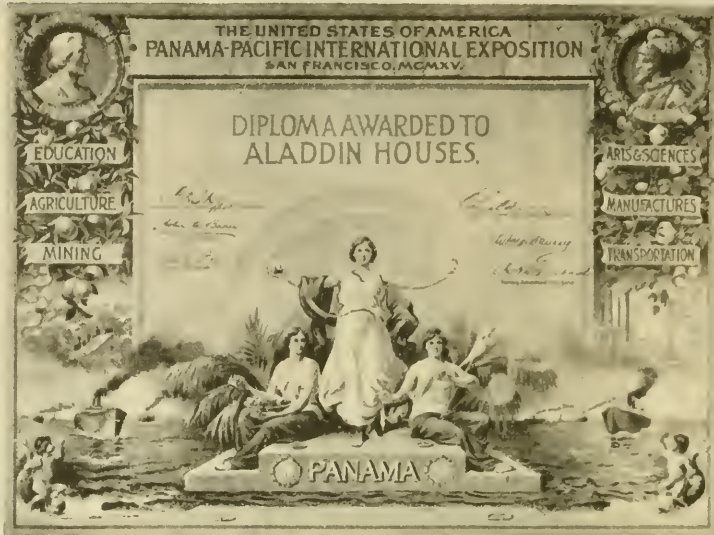 THE UNITED STATES OF AMERICA
PANAMA-PACIFIC INTERNATIONAL EXPOSITION
SAN FRANCISCO, MCMXV.
DIPLOMA AWARDED TO
ALADDIN HOUSES.
EDUCATION
AGRICULTURE
MINING
ARTS & SCIENCES
MANUFACTURES
TRANSPORTATION
PANAMA